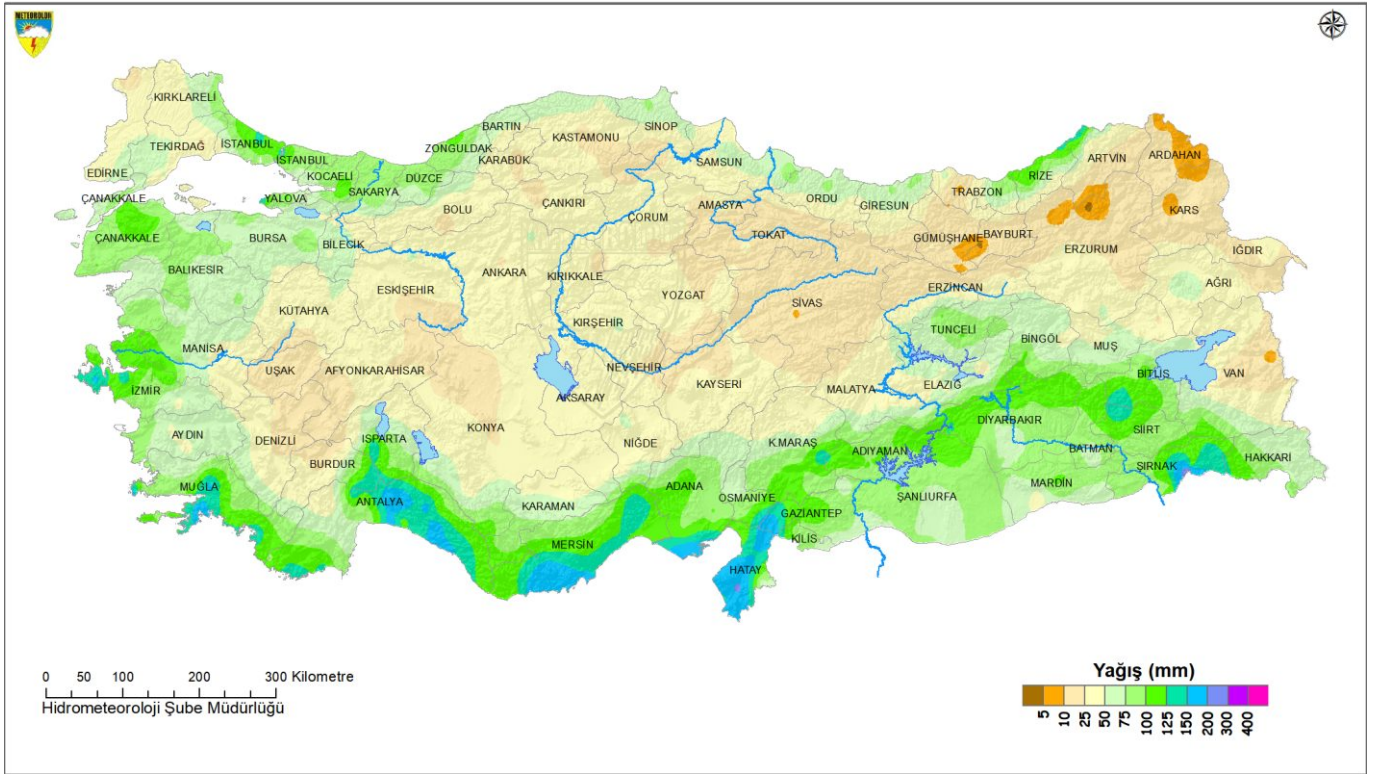 METEOROLOJİ
KIRKLARELİ
TEKİRDAĞ
EDİRNE
İSTANBUL
İSTANBUL
KOCAELİ
YALOVA
SAKARYA
DÜZCE
ZONGULDAK
BARTIN
KARABÜK
KASTAMONU
SİNOP
SAMSUN
ORDU
GİRESUN
TRABZON
RİZE
ARTVİN
ARDAHAN
KARS
IĞDIR
ÇANAKKALE
ÇANAKKALE
BALIKESİR
BURSA
BİLECİK
BOLU
ÇANKIRI
ÇORUM
AMASYA
TOKAT
GÜMÜŞHANE
BAYBURT
ERZURUM
AĞRI
KÜTAHYA
ESKİŞEHİR
ANKARA
KIRIKKALE
YOZGAT
SİVAS
ERZİNCAN
TUNCELİ
BİNGÖL
MUŞ
BİTLİS
VAN
MANİSA
UŞAK
AFYONKARAHİSAR
KIRŞEHİR
NEVŞEHİR
AKSARAY
KAYSERİ
MALATYA
ELAZIĞ
DİYARBAKIR
BATMAN
SİİRT
ŞIRNAK
HAKKARİ
İZMİR
AYDIN
DENİZLİ
ISPARTA
BURDUR
KONYA
NİĞDE
K.MARAŞ
ADIYAMAN
MARDİN
MUĞLA
ANTALYA
KARAMAN
MERSİN
ADANA
OSMANİYE
GAZİANTEP
KİLİS
ŞANLIURFA
HATAY
0 50 100 200 300 Kilometre
Hidrometeoroloji Şube Müdürlüğü
Yağış (mm)
5 10 25 50 75 100 125 150 200 300 400